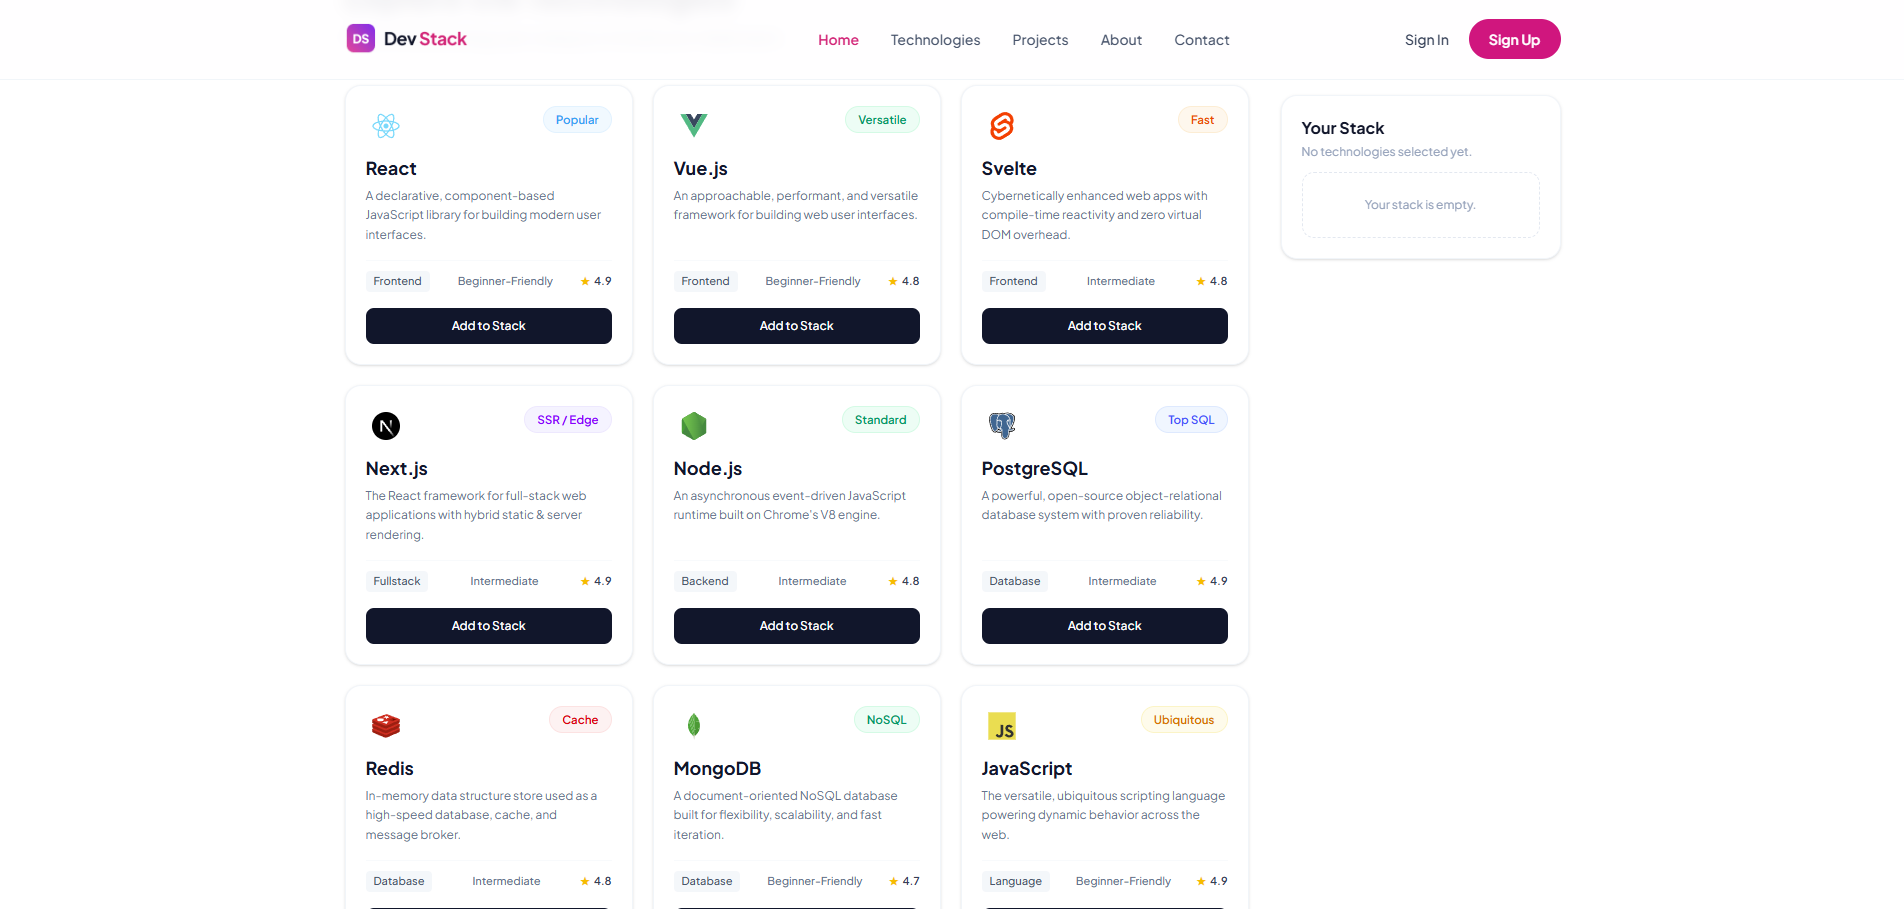 DS Dev Stack
Home Technologies Projects About Contact
Sign In Sign Up
Popular
React
A declarative, component-based
JavaScript library for building modern user
interfaces.
Frontend Beginner-Friendly ★ 4.9
Add to Stack
Versatile
Vue.js
An approachable, performant, and versatile
framework for building web user interfaces.
Frontend Beginner-Friendly ★ 4.8
Add to Stack
Fast
Svelte
Cybernetically enhanced web apps with
compile-time reactivity and zero virtual
DOM overhead.
Frontend Intermediate ★ 4.8
Add to Stack
Your Stack
No technologies selected yet.
Your stack is empty.
N
SSR / Edge
Next.js
The React framework for full-stack web
applications with hybrid static & server
rendering.
Fullstack Intermediate ★ 4.9
Add to Stack
Standard
Node.js
An asynchronous event-driven JavaScript
runtime built on Chrome's V8 engine.
Backend Intermediate ★ 4.8
Add to Stack
Top SQL
PostgreSQL
A powerful, open-source object-relational
database system with proven reliability.
Database Intermediate ★ 4.9
Add to Stack
Cache
Redis
In-memory data structure store used as a
high-speed database, cache, and
message broker.
Database Intermediate ★ 4.8
NoSQL
MongoDB
A document-oriented NoSQL database
built for flexibility, scalability, and fast
iteration.
Database Beginner-Friendly ★ 4.7
JS
Ubiquitous
JavaScript
The versatile, ubiquitous scripting language
powering dynamic behavior across the
web.
Language Beginner-Friendly ★ 4.9